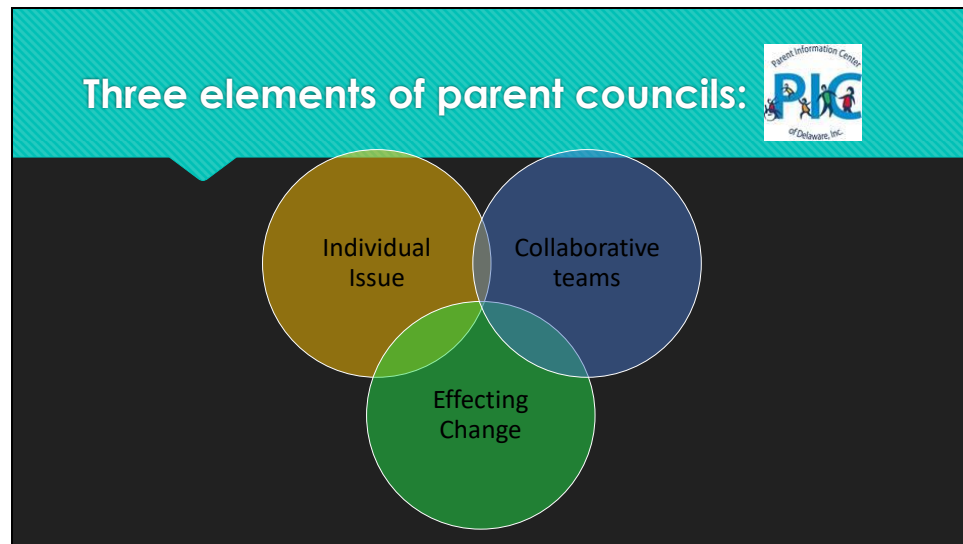 Three elements of parent councils:
Parent Information Center
PIC
of Delaware, Inc.
Individual
Issue
Collaborative
teams
Effecting
Change